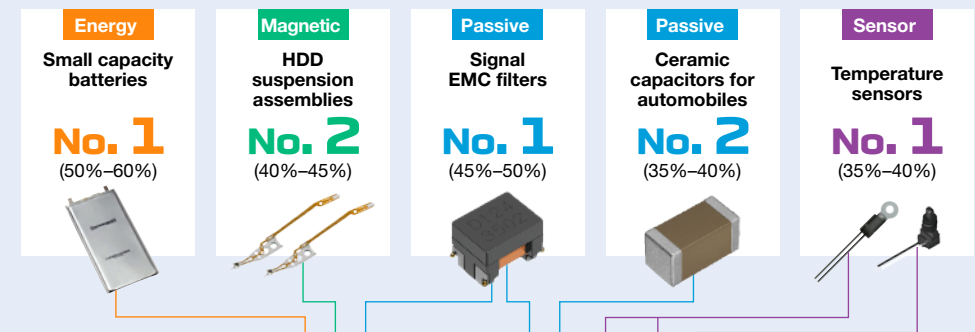 Energy
Small capacity
batteries
No. 1
(50%–60%)
Magnetic
HDD
suspension
assemblies
No. 2
(40%–45%)
Passive
Signal
EMC filters
No. 1
(45%–50%)
Passive
Ceramic
capacitors for
automobiles
No. 2
(35%–40%)
Sensor
Temperature
sensors
No. 1
(35%–40%)